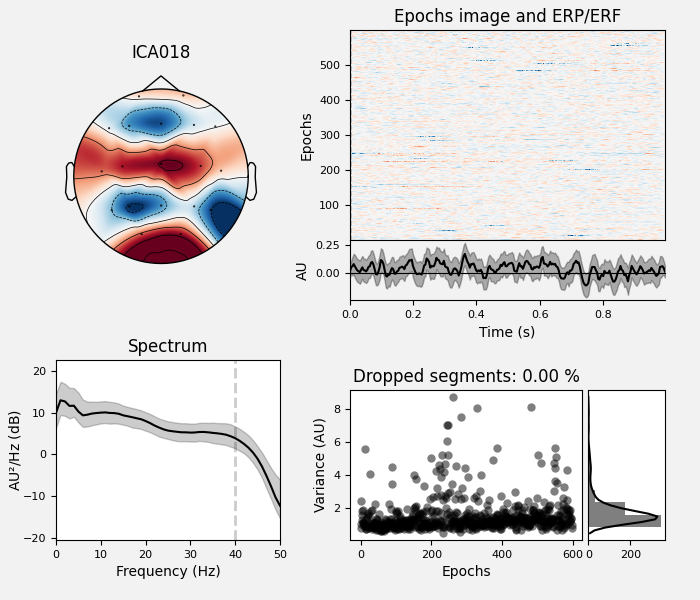 ICA018
Epochs image and ERP/ERF
Epochs
500
400
300
200
100
AU
0.25
0.00
0.0 0.2 0.4 0.6 0.8
Time (s)
Spectrum
AU²/Hz (dB)
20
10
0
−10
−20
0 10 20 30 40 50
Frequency (Hz)
Dropped segments: 0.00 %
Variance (AU)
8
6
4
2
0 200 400 600
Epochs
0 200